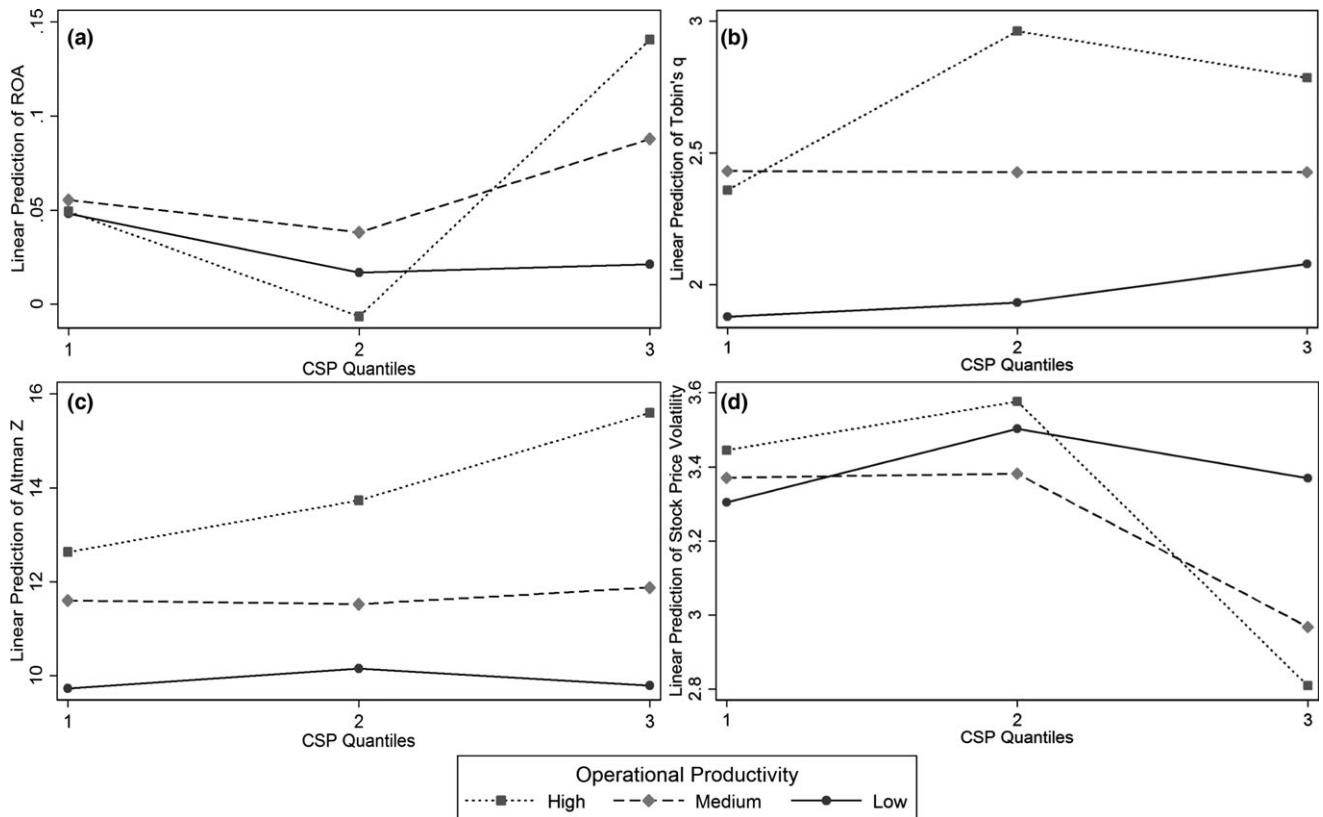 (a)
Linear Prediction of ROA
.15
.1
.05
0
1
2
3
CSP Quantiles
(b)
Linear Prediction of Tobin's q
3
2.5
2
1
2
3
CSP Quantiles
(c)
Linear Prediction of Altman Z
16
14
12
10
1
2
3
CSP Quantiles
(d)
Linear Prediction of Stock Price Volatility
3.6
3.4
3.2
3
2.8
1
2
3
CSP Quantiles
Operational Productivity
High Medium Low